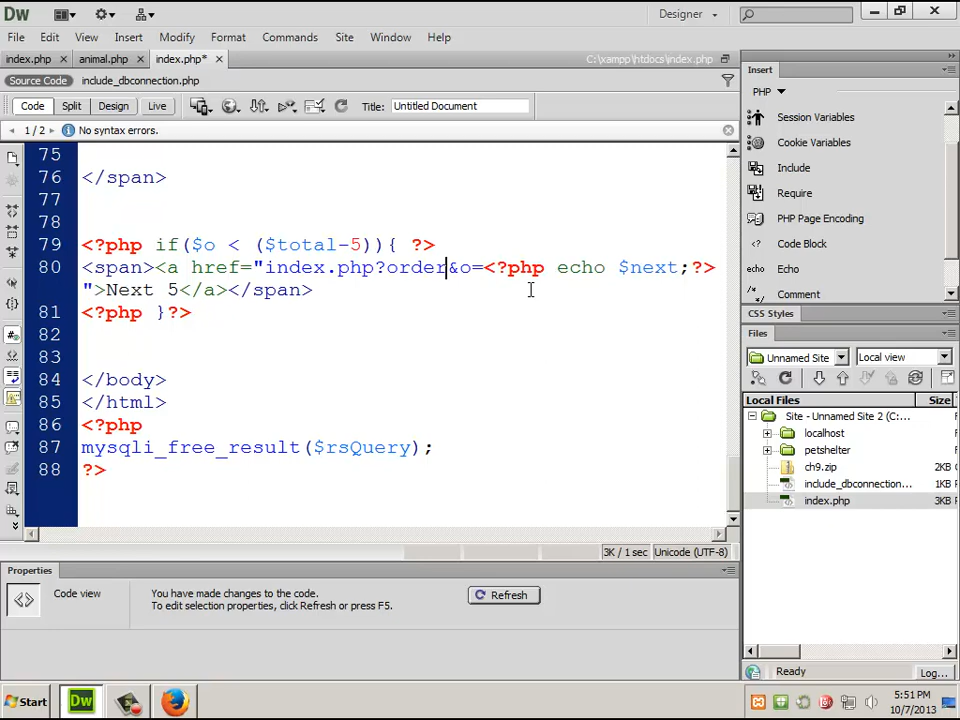 Dw
Designer
File Edit View Insert Modify Format Commands Site Window Help
index.php animal.php index.php* C:\xampp\htdocs\index.php
Source Code include_dbconnection.php
Code Split Design Live Title: Untitled Document
1 / 2 No syntax errors.
75
76 </span>
77
78
79 <?php if($o < ($total-5)){ ?>
80 <span><a href="index.php?order&o=<?php echo $next;?>
">Next 5</a></span>
81 <?php }?>
82
83
84 </body>
85 </html>
86 <?php
87 mysqli_free_result($rsQuery);
88 ?>
3K / 1 sec Unicode (UTF-8)
Properties
Code view
You have made changes to the code.
To edit selection properties, click Refresh or press F5.
Refresh
Insert
PHP
Session Variables
Cookie Variables
Include
Require
PHP Page Encoding
Code Block
Echo
Comment
CSS Styles
Files
Unnamed Site Local view
Local Files Size
Site - Unnamed Site 2 (C:...
localhost
petshelter
ch9.zip 2KB
include_dbconnection... 1KB
index.php 3KB
Ready Log...
Start Dw
5:51 PM
10/7/2013